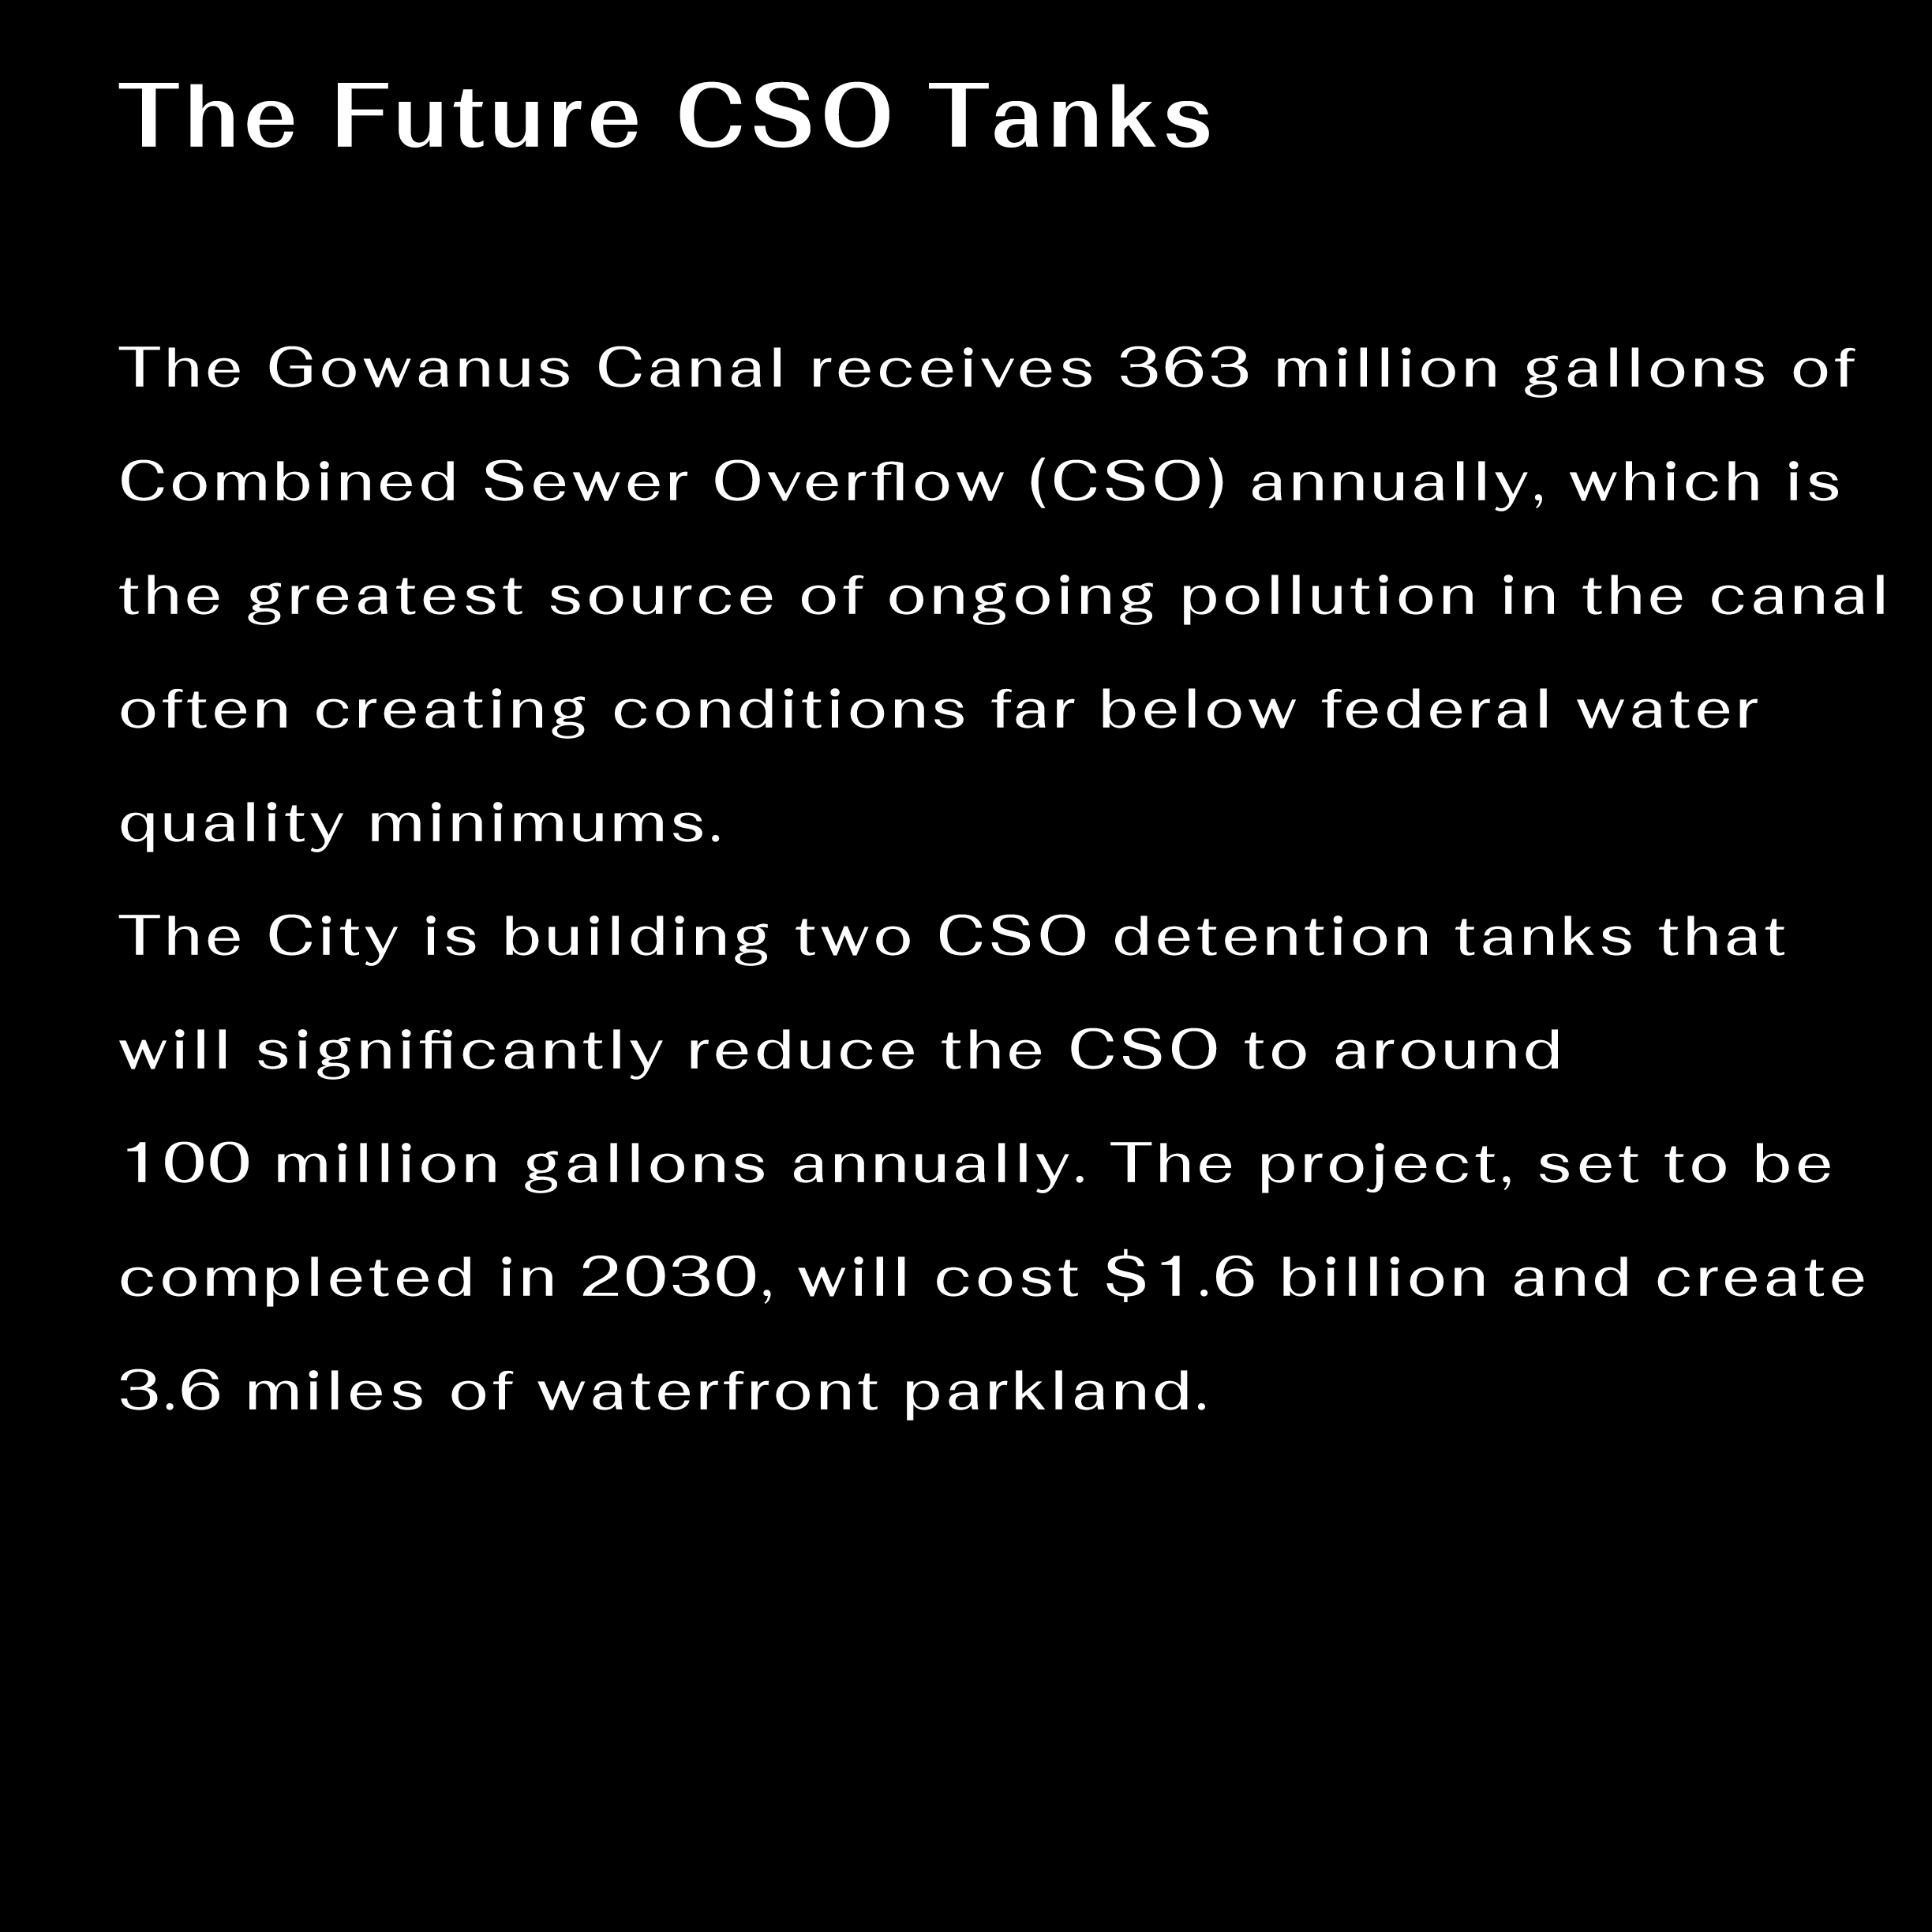 The Future CSO Tanks
The Gowanus Canal receives 363 million gallons of
Combined Sewer Overflow (CSO) annually, which is
the greatest source of ongoing pollution in the canal
often creating conditions far below federal water
quality minimums.
The City is building two CSO detention tanks that
will significantly reduce the CSO to around
100 million gallons annually. The project, set to be
completed in 2030, will cost $1.6 billion and create
3.6 miles of waterfront parkland.